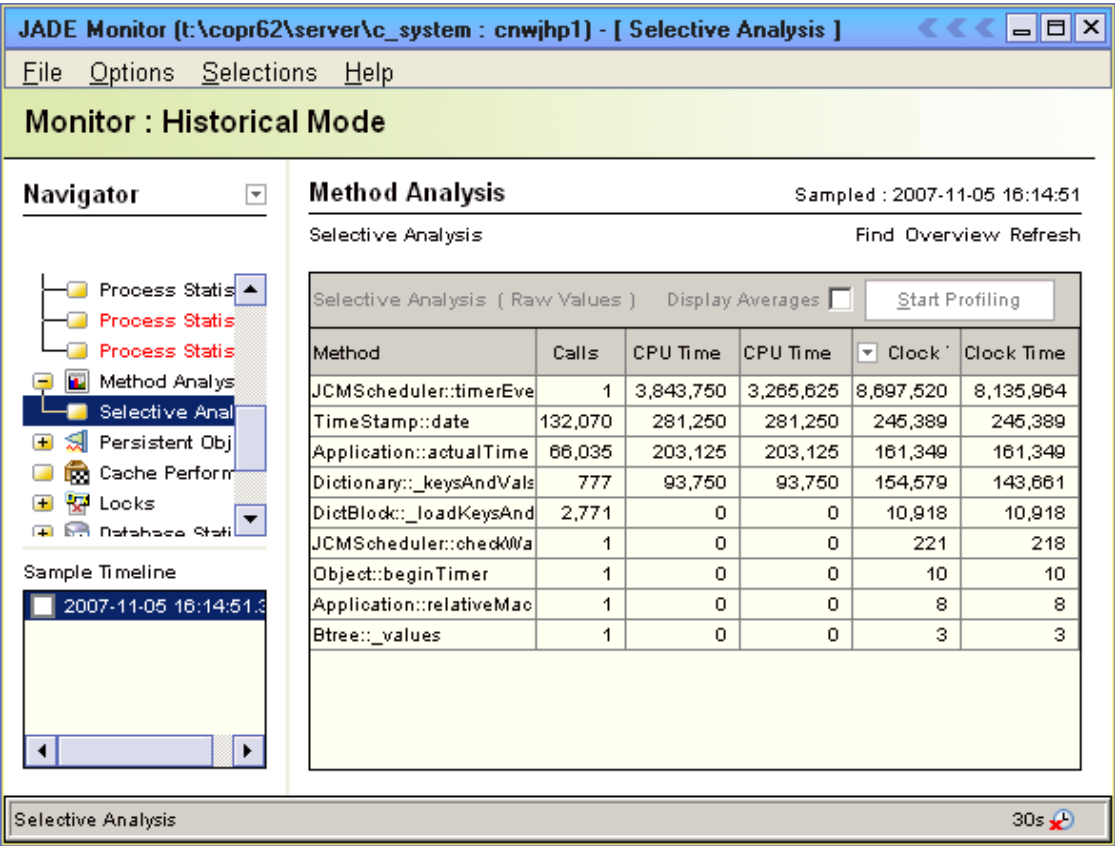 JADE Monitor (t:\copr62\server\c_system : cnwjhp1) - [ Selective Analysis ]
File Options Selections Help
Monitor : Historical Mode
Navigator
Process Statis
Process Statis
Process Statis
Method Analys
Selective Anal
Persistent Obj
Cache Perform
Locks
Database Stati
Sample Timeline
2007-11-05 16:14:51.3
Method Analysis Sampled : 2007-11-05 16:14:51
Selective Analysis Find Overview Refresh
Selective Analysis ( Raw Values ) Display Averages Start Profiling
Method Calls CPU Time CPU Time Clock Clock Time
JCMScheduler::timerEve 1 3,843,750 3,265,625 8,697,520 8,135,964
TimeStamp::date 132,070 281,250 281,250 245,389 245,389
Application::actualTime 66,035 203,125 203,125 161,349 161,349
Dictionary::_keysAndVals 777 93,750 93,750 154,579 143,661
DictBlock::_loadKeysAnd 2,771 0 0 10,918 10,918
JCMScheduler::checkWa 1 0 0 221 218
Object::beginTimer 1 0 0 10 10
Application::relativeMac 1 0 0 8 8
Btree::_values 1 0 0 3 3
Selective Analysis 30s